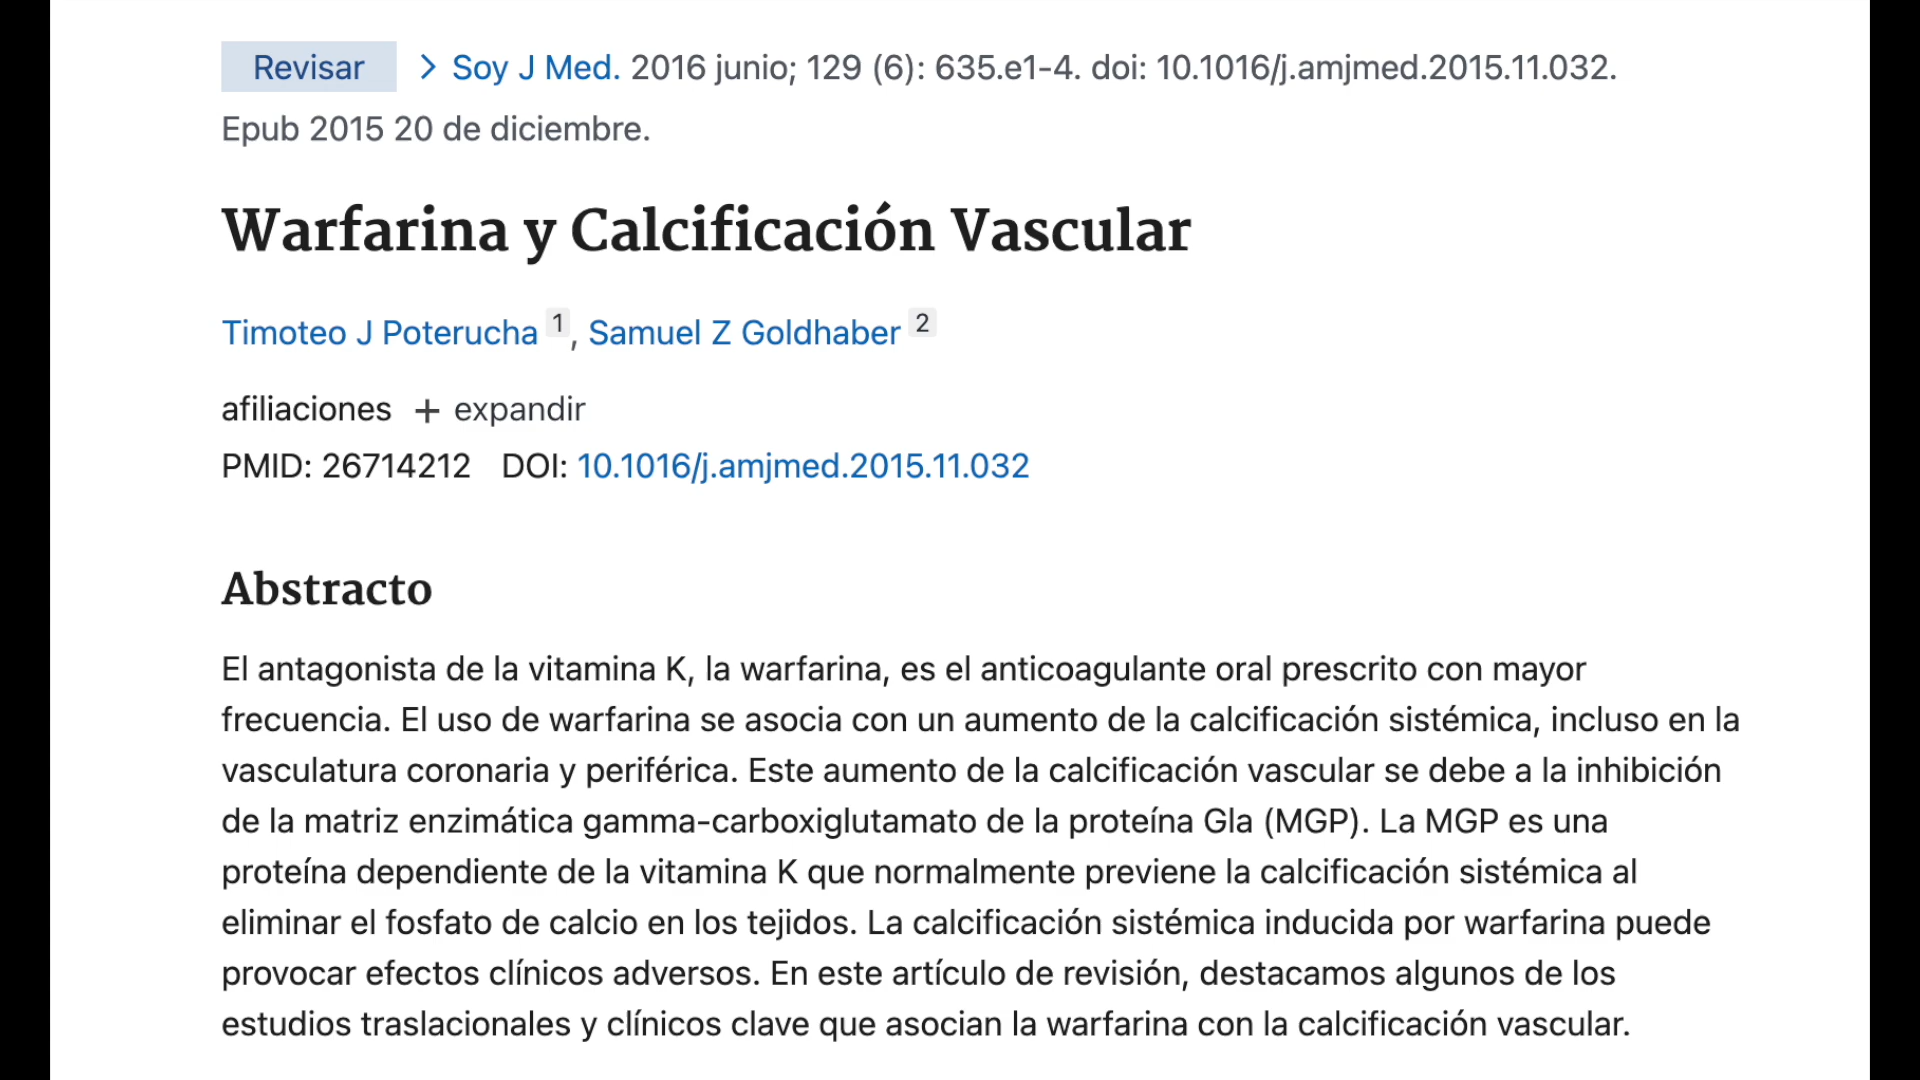 Revisar > Soy J Med. 2016 junio; 129 (6): 635.e1-4. doi: 10.1016/j.amjmed.2015.11.032.
Epub 2015 20 de diciembre.
Warfarina y Calcificación Vascular
Timoteo J Poterucha 1, Samuel Z Goldhaber 2
afiliaciones + expandir
PMID: 26714212 DOI: 10.1016/j.amjmed.2015.11.032
Abstracto
El antagonista de la vitamina K, la warfarina, es el anticoagulante oral prescrito con mayor
frecuencia. El uso de warfarina se asocia con un aumento de la calcificación sistémica, incluso en la
vasculatura coronaria y periférica. Este aumento de la calcificación vascular se debe a la inhibición
de la matriz enzimática gamma-carboxiglutamato de la proteína Gla (MGP). La MGP es una
proteína dependiente de la vitamina K que normalmente previene la calcificación sistémica al
eliminar el fosfato de calcio en los tejidos. La calcificación sistémica inducida por warfarina puede
provocar efectos clínicos adversos. En este artículo de revisión, destacamos algunos de los
estudios traslacionales y clínicos clave que asocian la warfarina con la calcificación vascular.